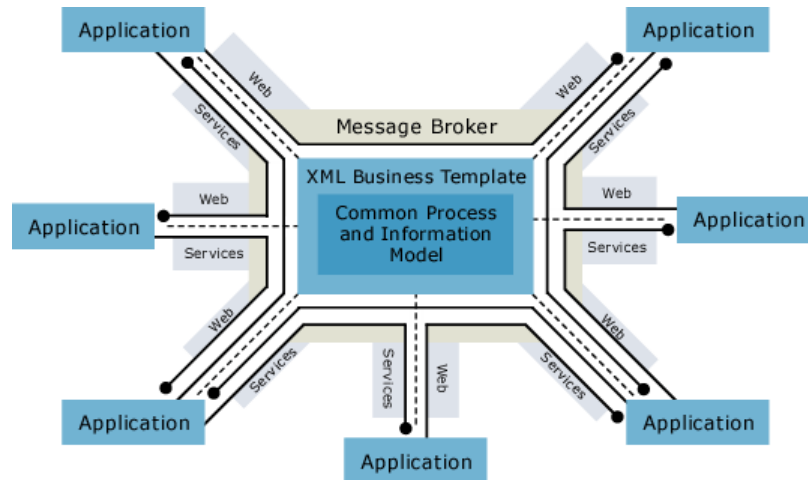 Application
Application
Web
Web
Services
Message Broker
Services
XML Business Template
Web
Common Process
and Information
Model
Web
Application
Services
Application
Services
Web
Services
Services
Web
Services
Web
Application
Application
Application